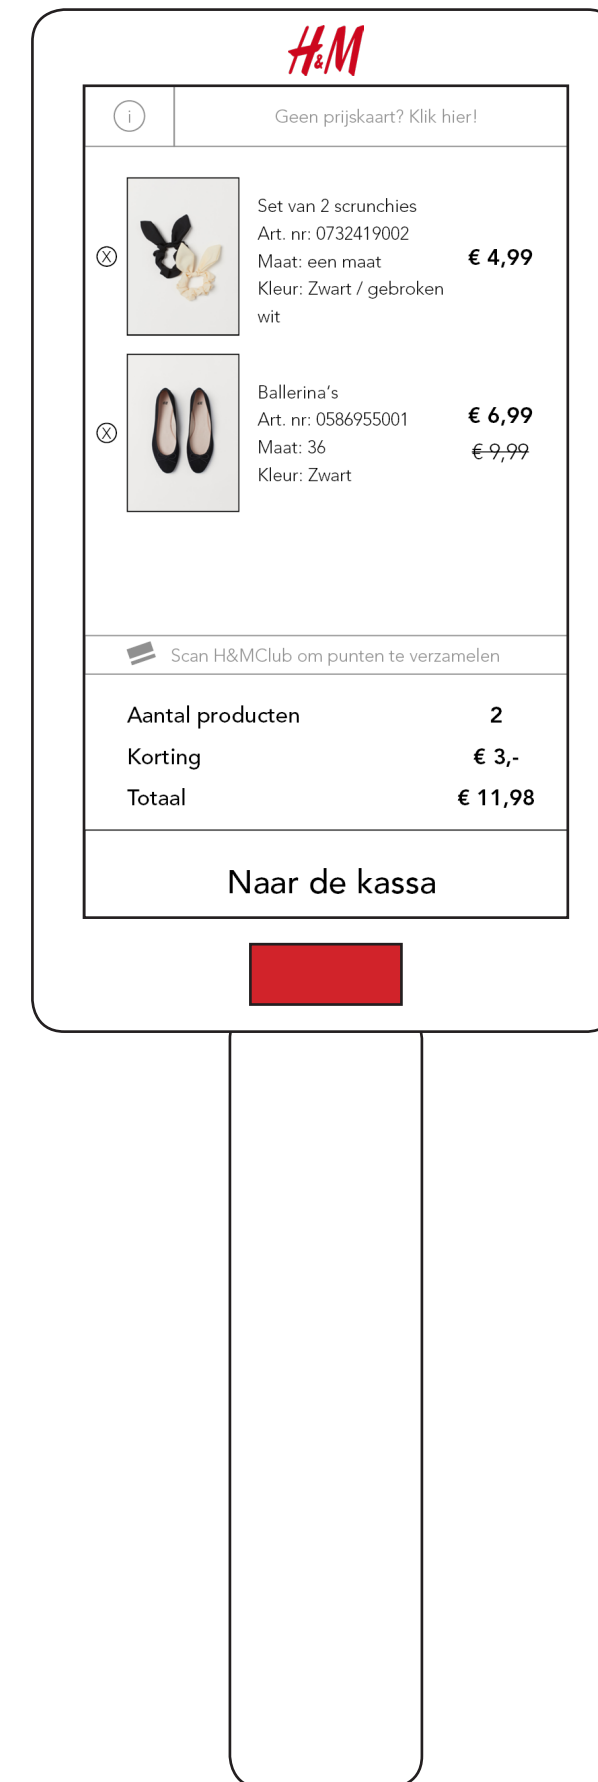 H&M
i
Geen prijskaart? Klik hier!
Set van 2 scrunchies
Art. nr: 0732419002
Maat: een maat
Kleur: Zwart / gebroken
wit
€ 4,99
X
Ballerina‘s
Art. nr: 0586955001
Maat: 36
Kleur: Zwart
€ 6,99
€ 9,99
X
Scan H&MClub om punten te verzamelen
Aantal producten 2
Korting € 3,-
Totaal € 11,98
Naar de kassa